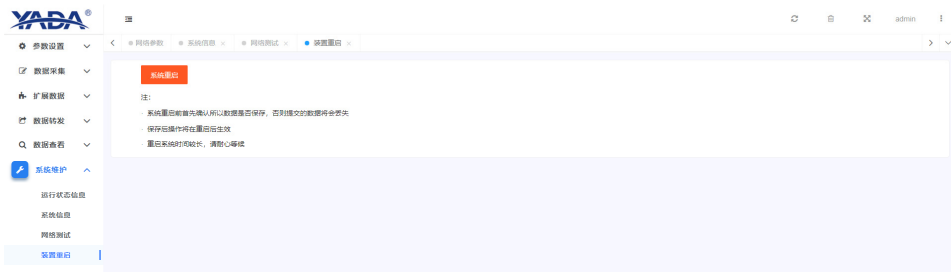 YADA®
admin
参数设置
数据采集
扩展数据
数据转发
数据查看
系统维护
运行状态信息
系统信息
网络测试
装置重启
网络参数
系统信息 ×
网络测试 ×
装置重启 ×
系统重启
注:
· 系统重启前首先确认所以数据是否保存，否则提交的数据将会丢失
· 保存后操作将在重启后生效
· 重启系统时间较长，请耐心等候